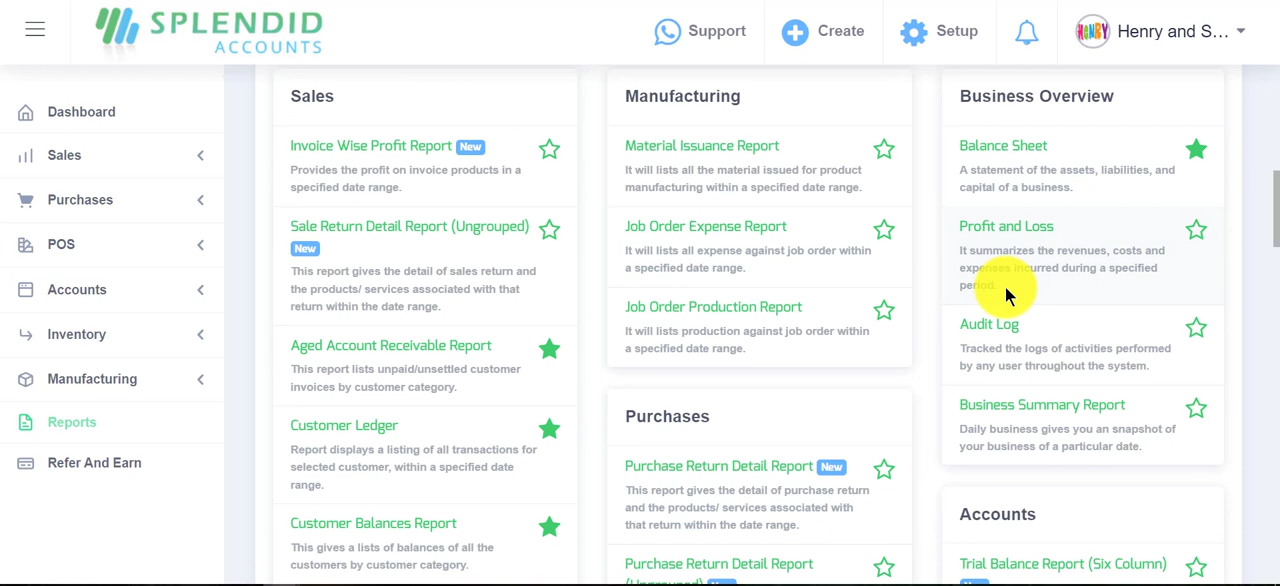 SPLENDID
ACCOUNTS
Support
Create
Setup
HENRY
Henry and S...
Dashboard
Sales
Purchases
POS
Accounts
Inventory
Manufacturing
Reports
Refer And Earn
Sales
Invoice Wise Profit Report New
Provides the profit on invoice products in a
specified date range.
Sale Return Detail Report (Ungrouped)
New
This report gives the detail of sales return and
the products/ services associated with that
return within the date range.
Aged Account Receivable Report
This report lists unpaid/unsettled customer
invoices by customer category.
Customer Ledger
Report displays a listing of all transactions for
selected customer, within a specified date
range.
Customer Balances Report
This gives a lists of balances of all the
customers by customer category.
Manufacturing
Material Issuance Report
It will lists all the material issued for product
manufacturing within a specified date range.
Job Order Expense Report
It will lists all expense against job order within
a specified date range.
Job Order Production Report
It will lists production against job order within
a specified date range.
Purchases
Purchase Return Detail Report New
This report gives the detail of purchase return
and the products/ services associated with
that return within the date range.
Purchase Return Detail Report
(Ungrouped) New
Business Overview
Balance Sheet
A statement of the assets, liabilities, and
capital of a business.
Profit and Loss
It summarizes the revenues, costs and
expenses incurred during a specified
period.
Audit Log
Tracked the logs of activities performed
by any user throughout the system.
Business Summary Report
Daily business gives you an snapshot of
your business of a particular date.
Accounts
Trial Balance Report (Six Column)